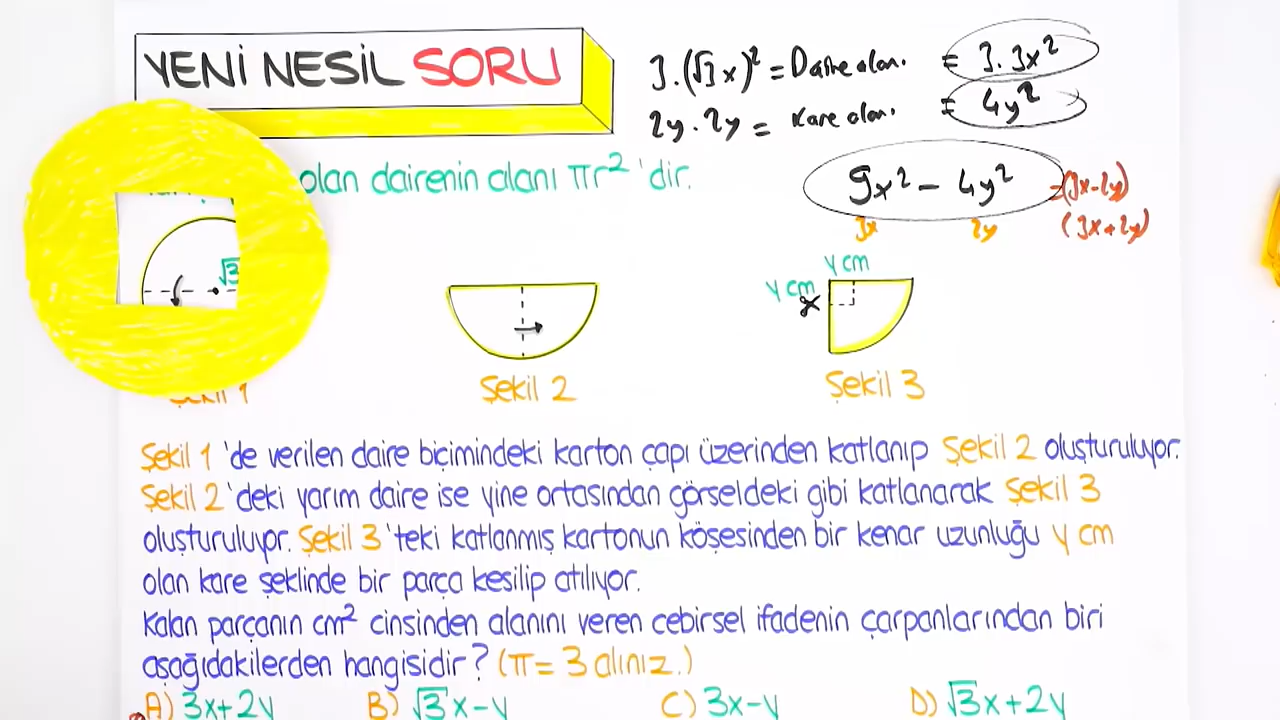 YENİ NESİL SORU
3.(√3x)² = Daire alanı = 3.3x²
2y.2y = Kare alanı = 4y²
olan dairenin alanı πr² 'dir.
9x² - 4y² = (3x-2y)
3x 2y (3x+2y)
√3
y cm
y cm
Şekil 1
Şekil 2
Şekil 3
Şekil 1 'de verilen daire biçimindeki karton çapı üzerinden katlanıp Şekil 2 oluşturuluyor.
Şekil 2 'deki yarım daire ise yine ortasından görseldeki gibi katlanarak Şekil 3
oluşturuluyor. Şekil 3 'teki katlanmış kartonun köşesinden bir kenar uzunluğu y cm
olan kare şeklinde bir parça kesilip atılıyor.
Kalan parçanın cm² cinsinden alanını veren cebirsel ifadenin çarpanlarından biri
aşağıdakilerden hangisidir? (π = 3 alınız.)
A) 3x+2y B) √3x-y C) 3x-y D) √3x+2y